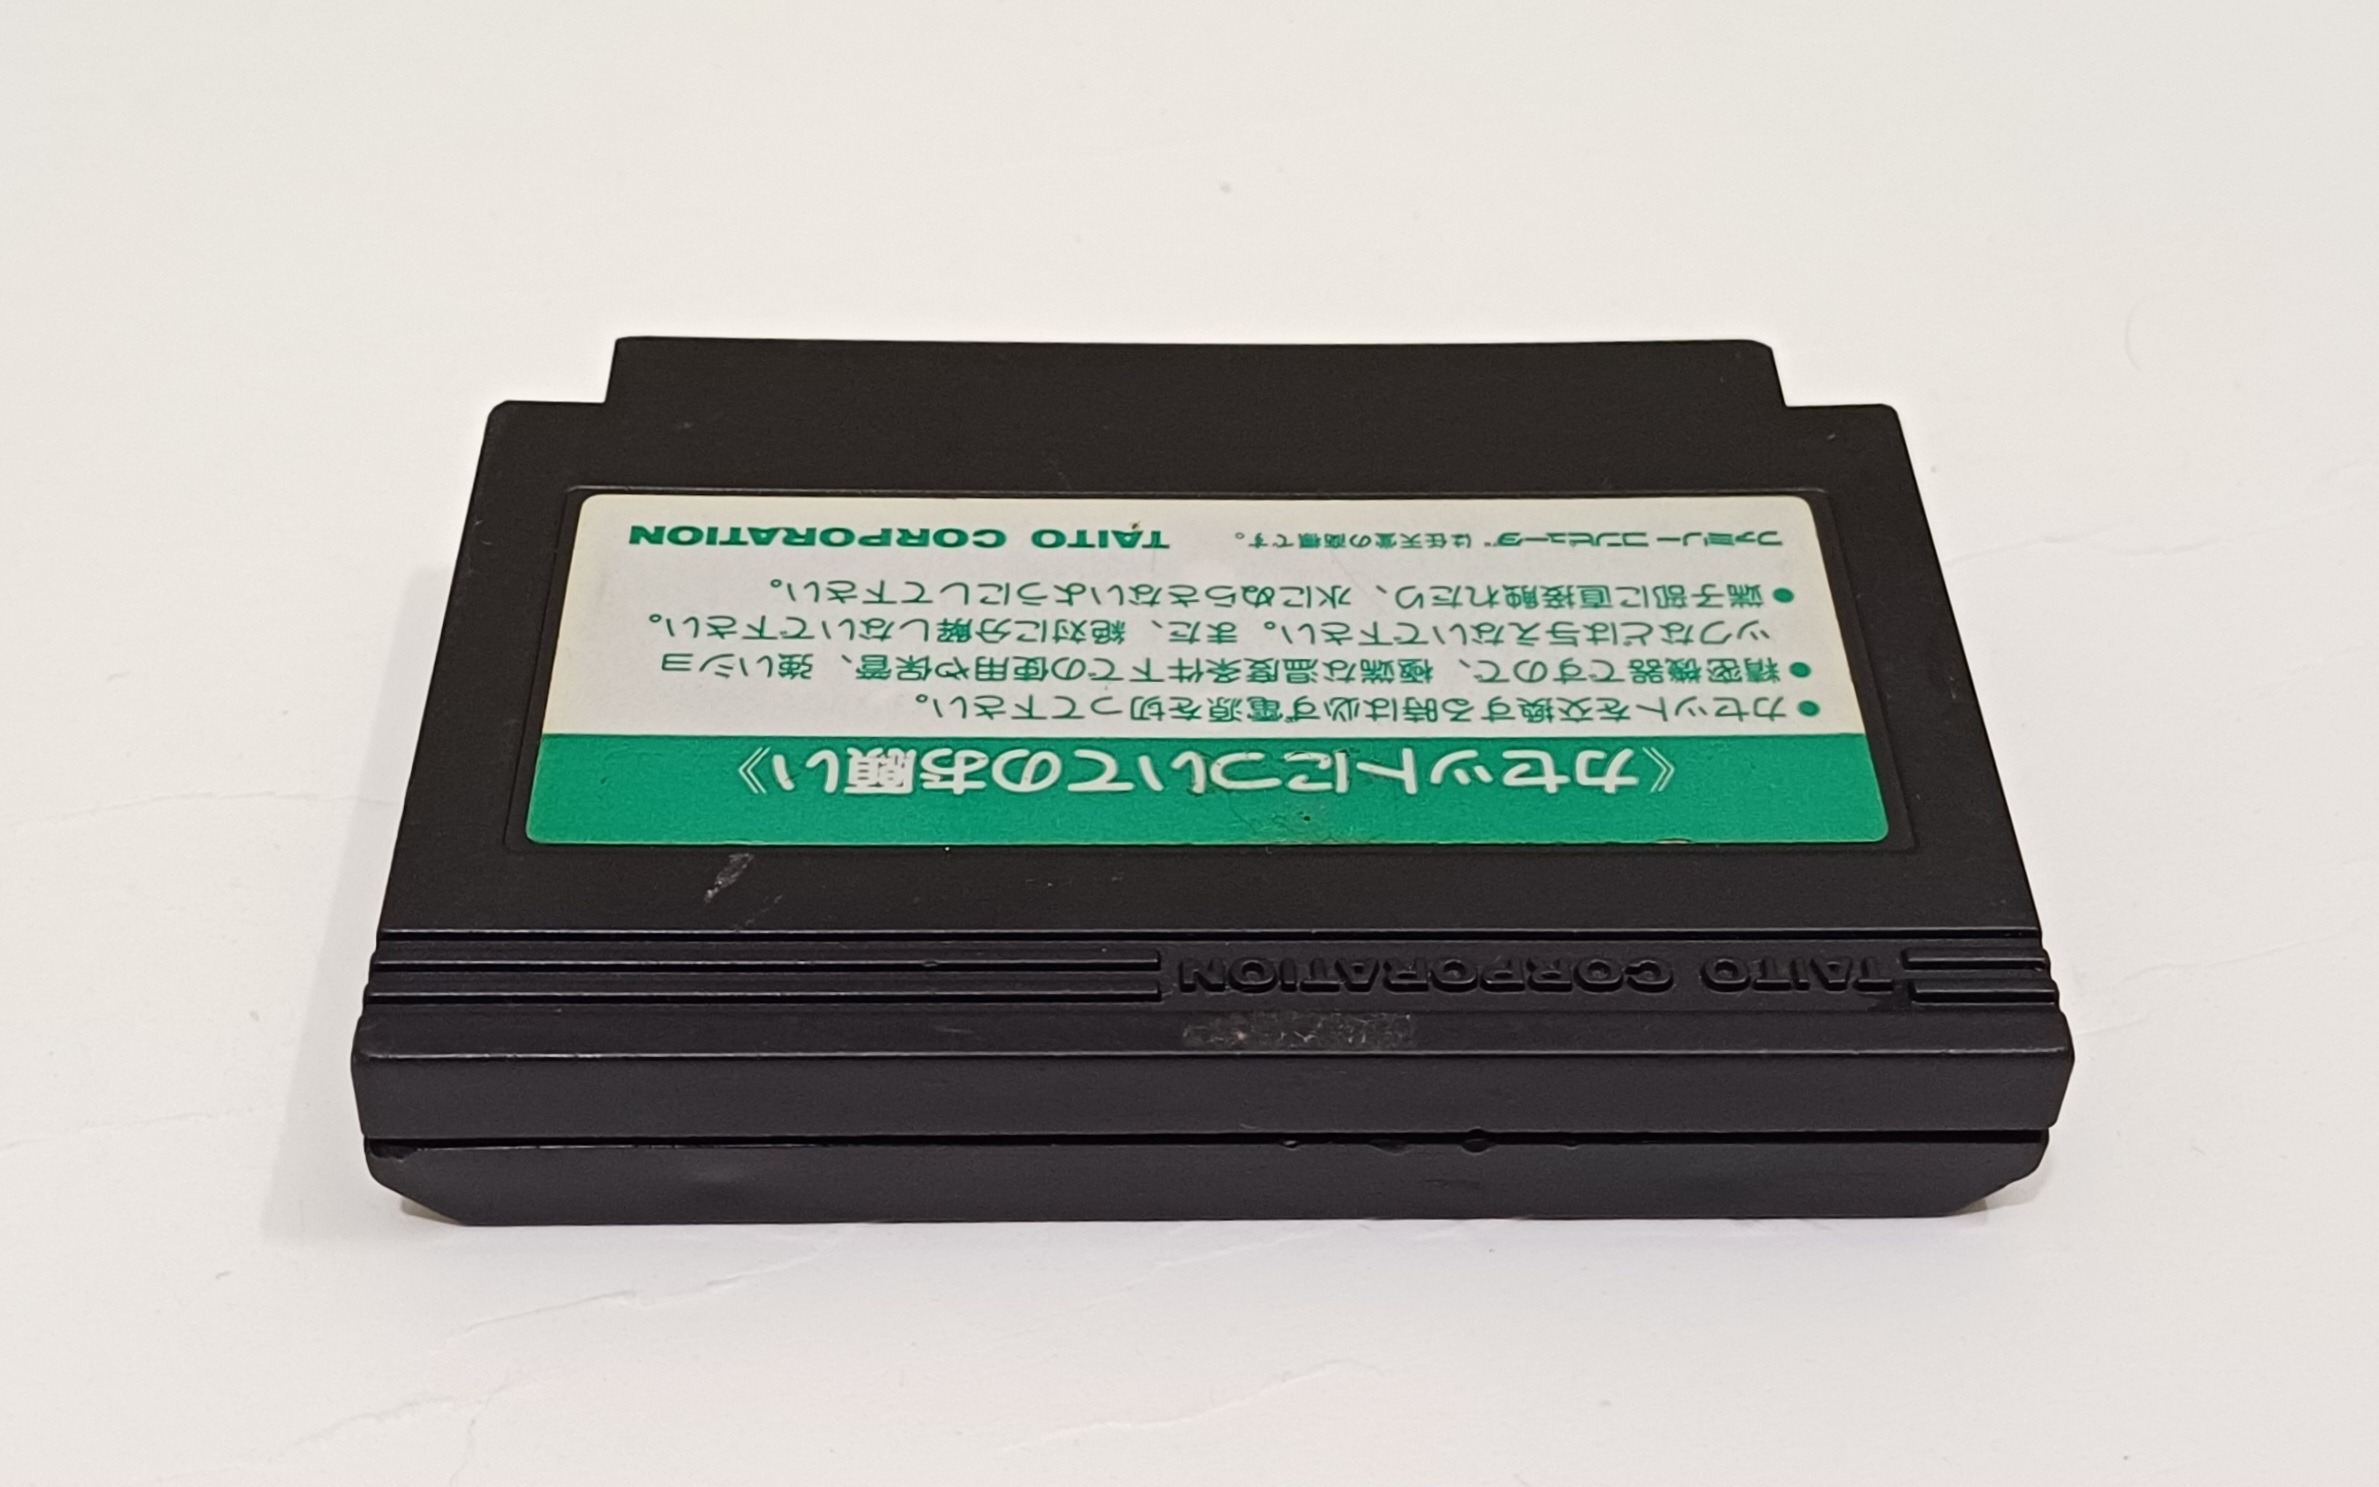 TAITO CORPORATION
《カセットについてのお願い》
●カセットを交換する時は必ず電源を切って下さい。
●精密機器ですので、極端な温度条件下での使用や保管、強いショ
ックなどは与えないで下さい。また、絶対に分解しないで下さい。
●端子部に直接触れたり、水にぬらさないようにして下さい。
ファミリーコンピュータ" は任天堂の商標です。 TAITO CORPORATION